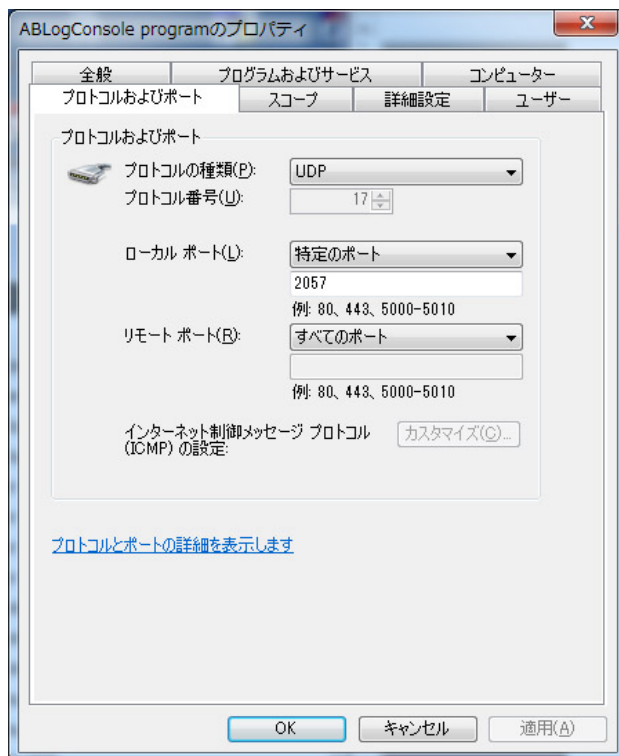 ABLogConsole programのプロパティ
全般 プログラムおよびサービス コンピューター
プロトコルおよびポート スコープ 詳細設定 ユーザー
プロトコルおよびポート
プロトコルの種類(P): UDP
プロトコル番号(U): 17
ローカル ポート(L): 特定のポート
2057
例: 80、443、5000-5010
リモート ポート(R): すべてのポート
例: 80、443、5000-5010
インターネット制御メッセージ プロトコル
(ICMP) の設定: カスタマイズ(C)...
プロトコルとポートの詳細を表示します
OK キャンセル 適用(A)